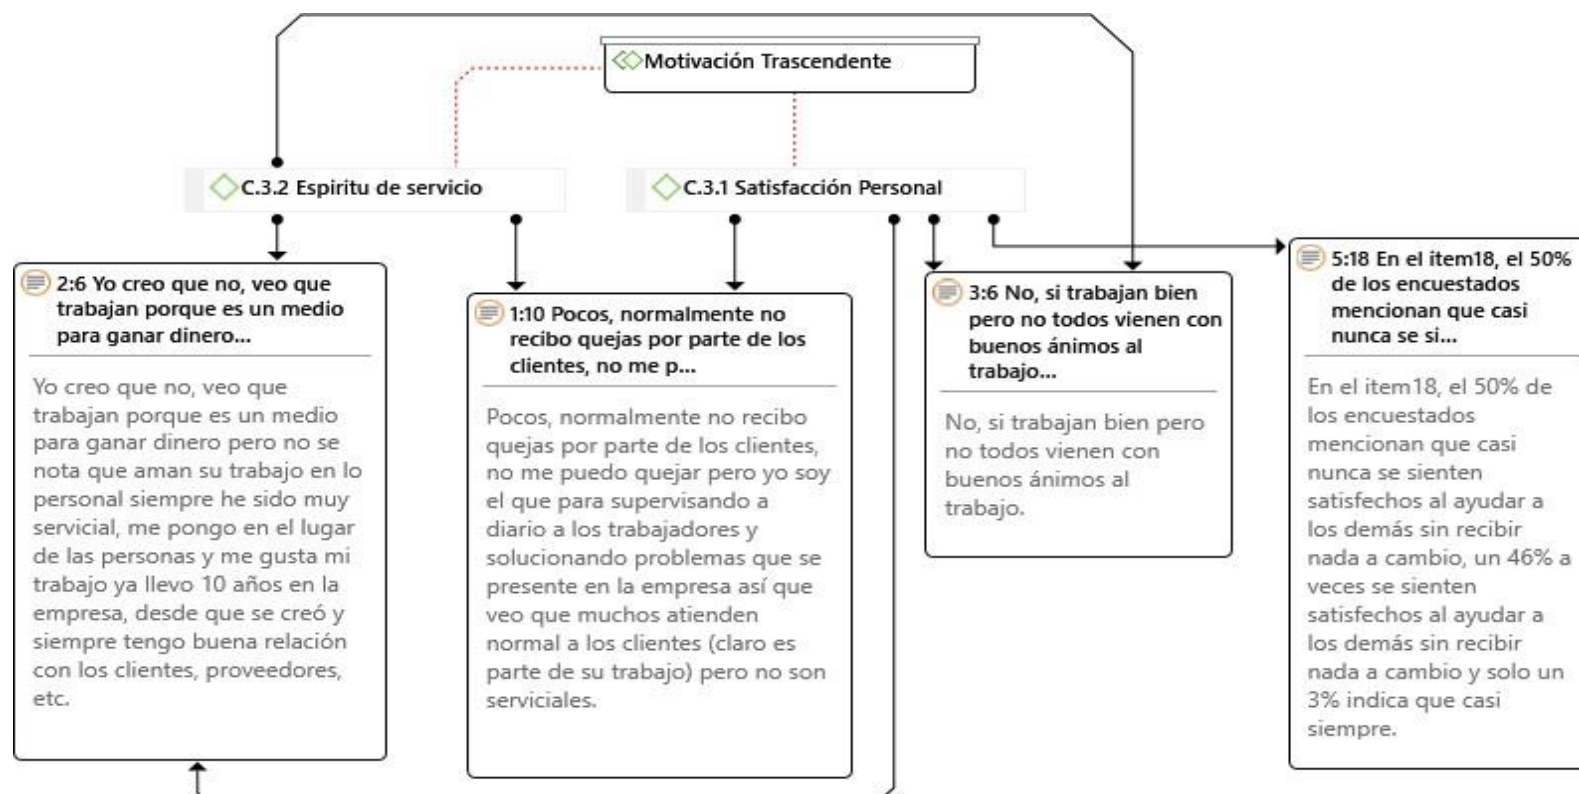 Motivación Trascendente
C.3.2 Espiritu de servicio
C.3.1 Satisfacción Personal
2:6 Yo creo que no, veo que
trabajan porque es un medio
para ganar dinero...
Yo creo que no, veo que
trabajan porque es un medio
para ganar dinero pero no se
nota que aman su trabajo en lo
personal siempre he sido muy
servicial, me pongo en el lugar
de las personas y me gusta mi
trabajo ya llevo 10 años en la
empresa, desde que se creó y
siempre tengo buena relación
con los clientes, proveedores,
etc.
1:10 Pocos, normalmente no
recibo quejas por parte de los
clientes, no me p...
Pocos, normalmente no recibo
quejas por parte de los clientes,
no me puedo quejar pero yo soy
el que para supervisando a
diario a los trabajadores y
solucionando problemas que se
presente en la empresa así que
veo que muchos atienden
normal a los clientes (claro es
parte de su trabajo) pero no son
serviciales.
3:6 No, si trabajan bien
pero no todos vienen con
buenos ánimos al
trabajo...
No, si trabajan bien pero
no todos vienen con
buenos ánimos al
trabajo.
5:18 En el item18, el 50%
de los encuestados
mencionan que casi
nunca se si...
En el item18, el 50% de
los encuestados
mencionan que casi
nunca se sienten
satisfechos al ayudar a
los demás sin recibir
nada a cambio, un 46% a
veces se sienten
satisfechos al ayudar a
los demás sin recibir
nada a cambio y solo un
3% indica que casi
siempre.